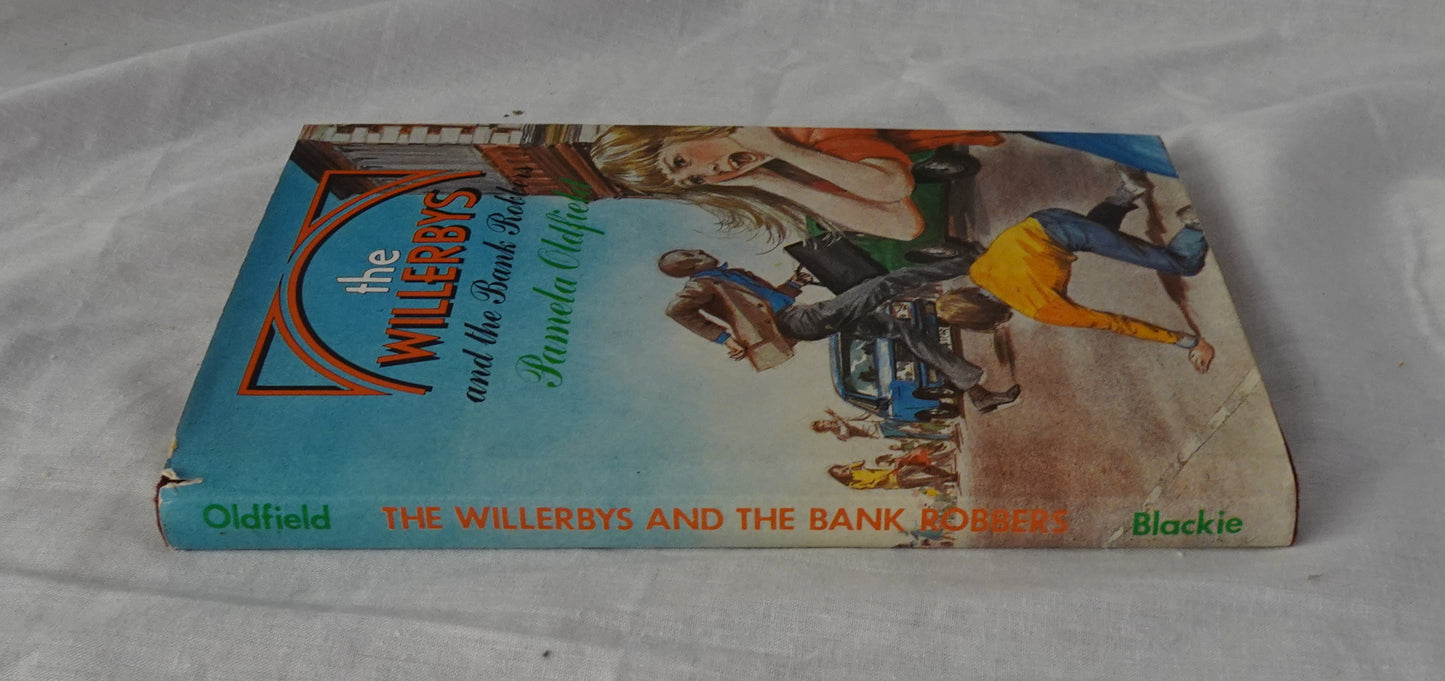 the
WILLERBYS
and the Bank Robbers
Pamela Oldfield
Oldfield THE WILLERBYS AND THE BANK ROBBERS Blackie